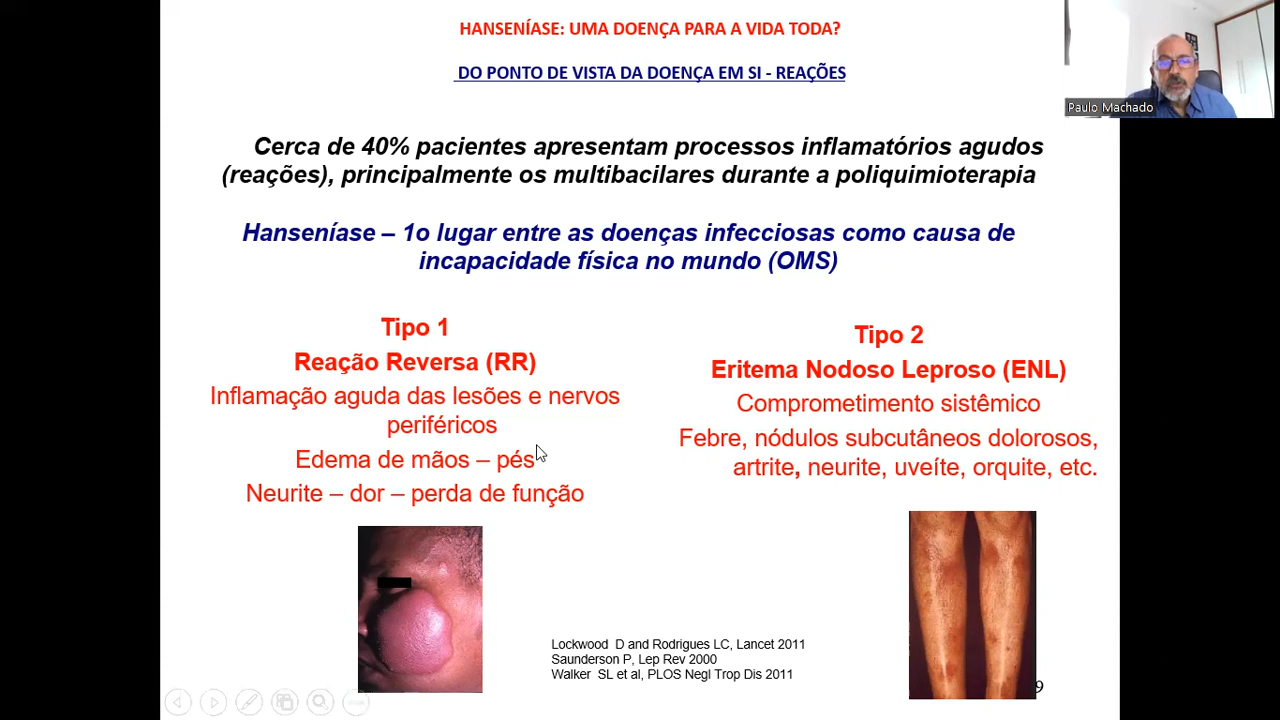 HANSENÍASE: UMA DOENÇA PARA A VIDA TODA?
DO PONTO DE VISTA DA DOENÇA EM SI - REAÇÕES
Paulo Machado
Cerca de 40% pacientes apresentam processos inflamatórios agudos
(reações), principalmente os multibacilares durante a poliquimioterapia
Hanseníase – 1o lugar entre as doenças infecciosas como causa de
incapacidade física no mundo (OMS)
Tipo 1
Reação Reversa (RR)
Inflamação aguda das lesões e nervos
periféricos
Edema de mãos – pés
Neurite – dor – perda de função
Tipo 2
Eritema Nodoso Leproso (ENL)
Comprometimento sistêmico
Febre, nódulos subcutâneos dolorosos,
artrite, neurite, uveíte, orquite, etc.
Lockwood D and Rodrigues LC, Lancet 2011
Saunderson P, Lep Rev 2000
Walker SL et al, PLOS Negl Trop Dis 2011
9